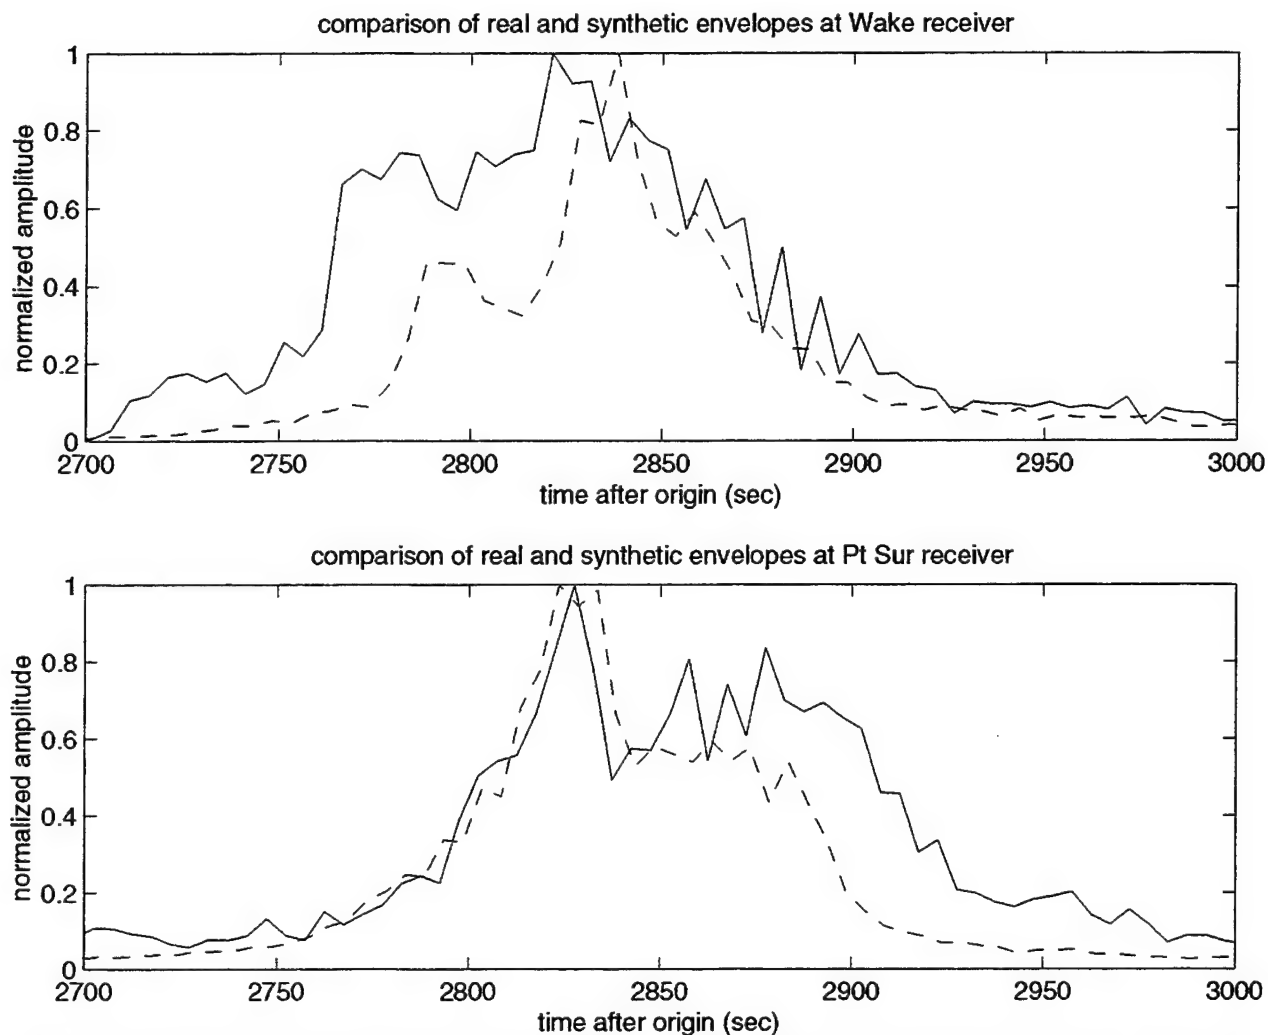 comparison of real and synthetic envelopes at Wake receiver
1
0.8
0.6
0.4
0.2
0
normalized amplitude
2700 2750 2800 2850 2900 2950 3000
time after origin (sec)
comparison of real and synthetic envelopes at Pt Sur receiver
1
0.8
0.6
0.4
0.2
0
normalized amplitude
2700 2750 2800 2850 2900 2950 3000
time after origin (sec)